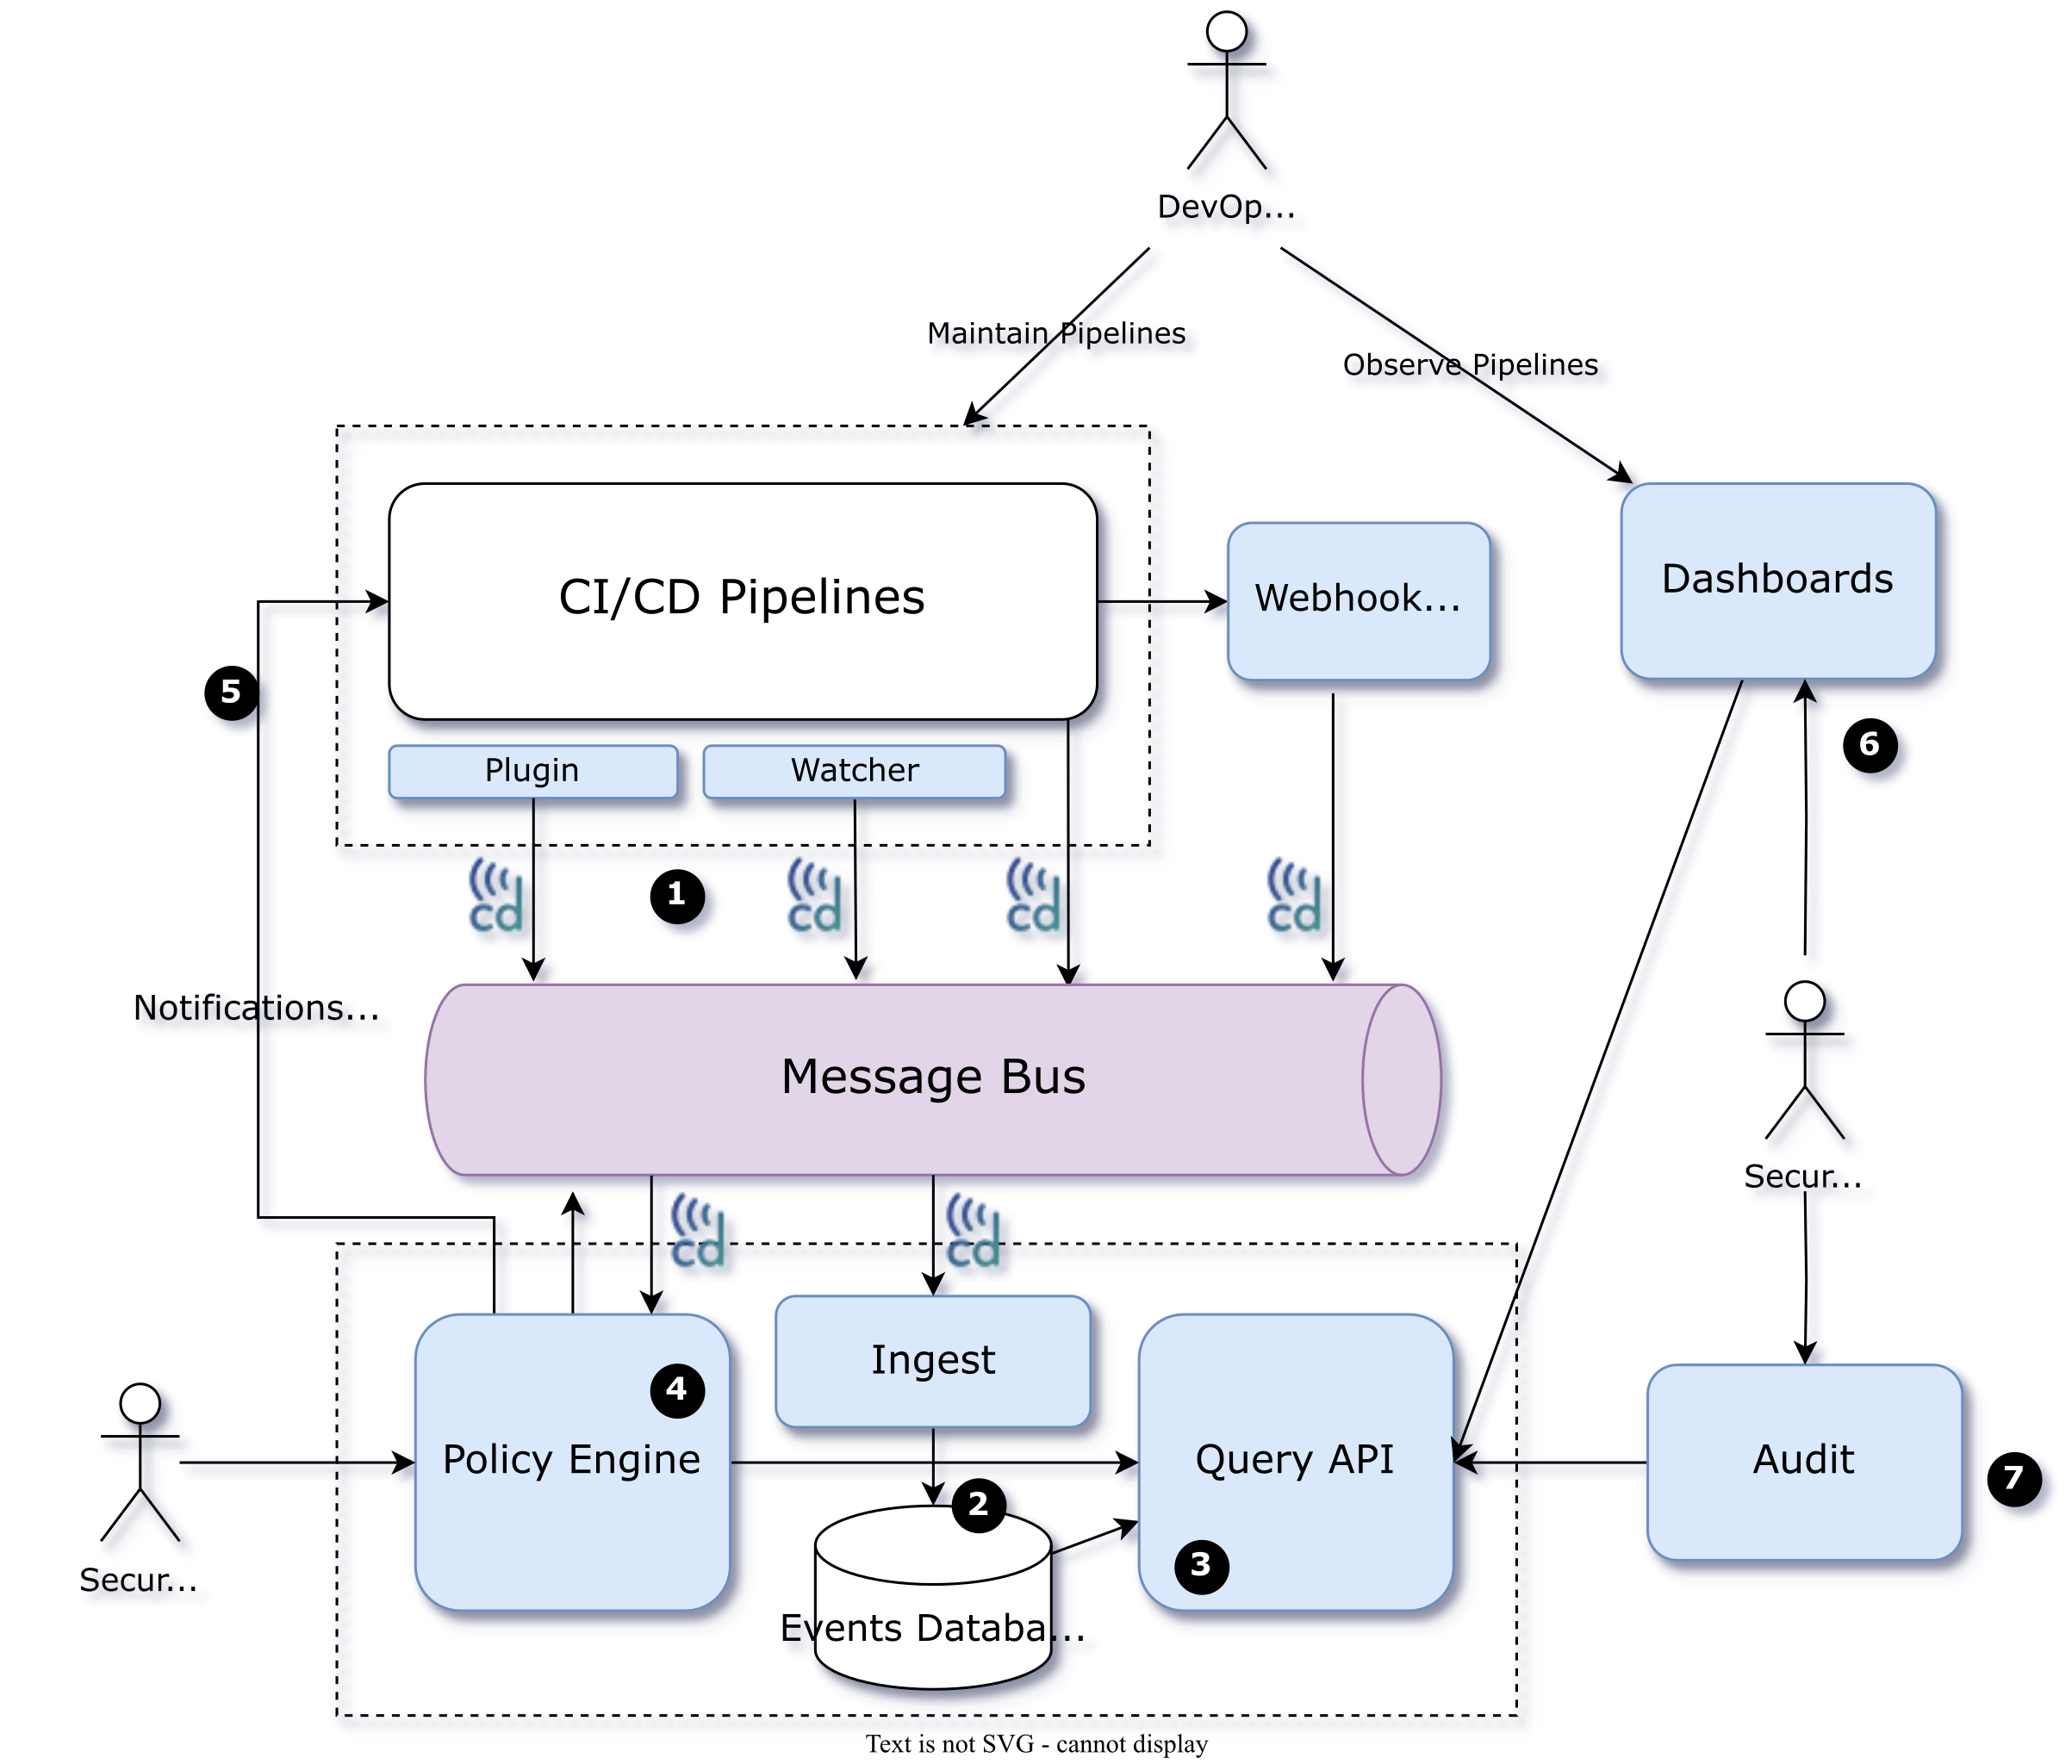 DevOp...
Maintain Pipelines
Observe Pipelines
CI/CD Pipelines
Webhook...
Dashboards
5
6
Plugin
Watcher
1
cd
cd
cd
cd
Notifications...
Message Bus
Secur...
cd
cd
4
Ingest
Policy Engine
Query API
Audit
7
2
3
Secur...
Events Databa...
Text is not SVG - cannot display